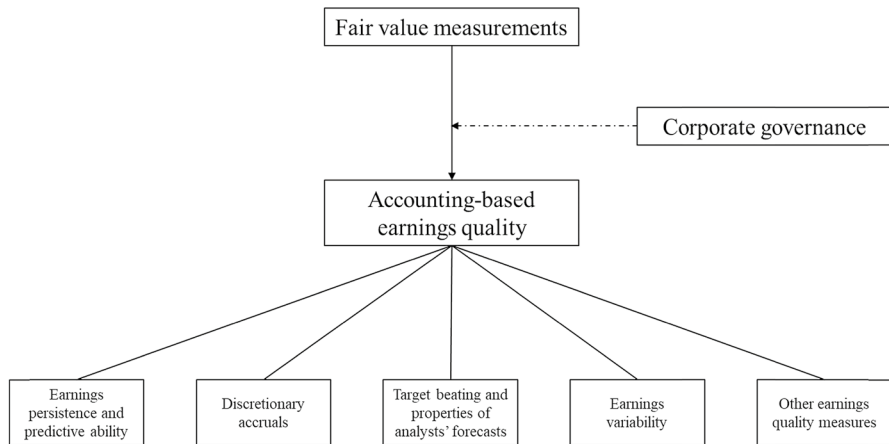 Fair value measurements
Corporate governance
Accounting-based
earnings quality
Earnings
persistence and
predictive ability
Discretionary
accruals
Target beating and
properties of
analysts’ forecasts
Earnings
variability
Other earnings
quality measures